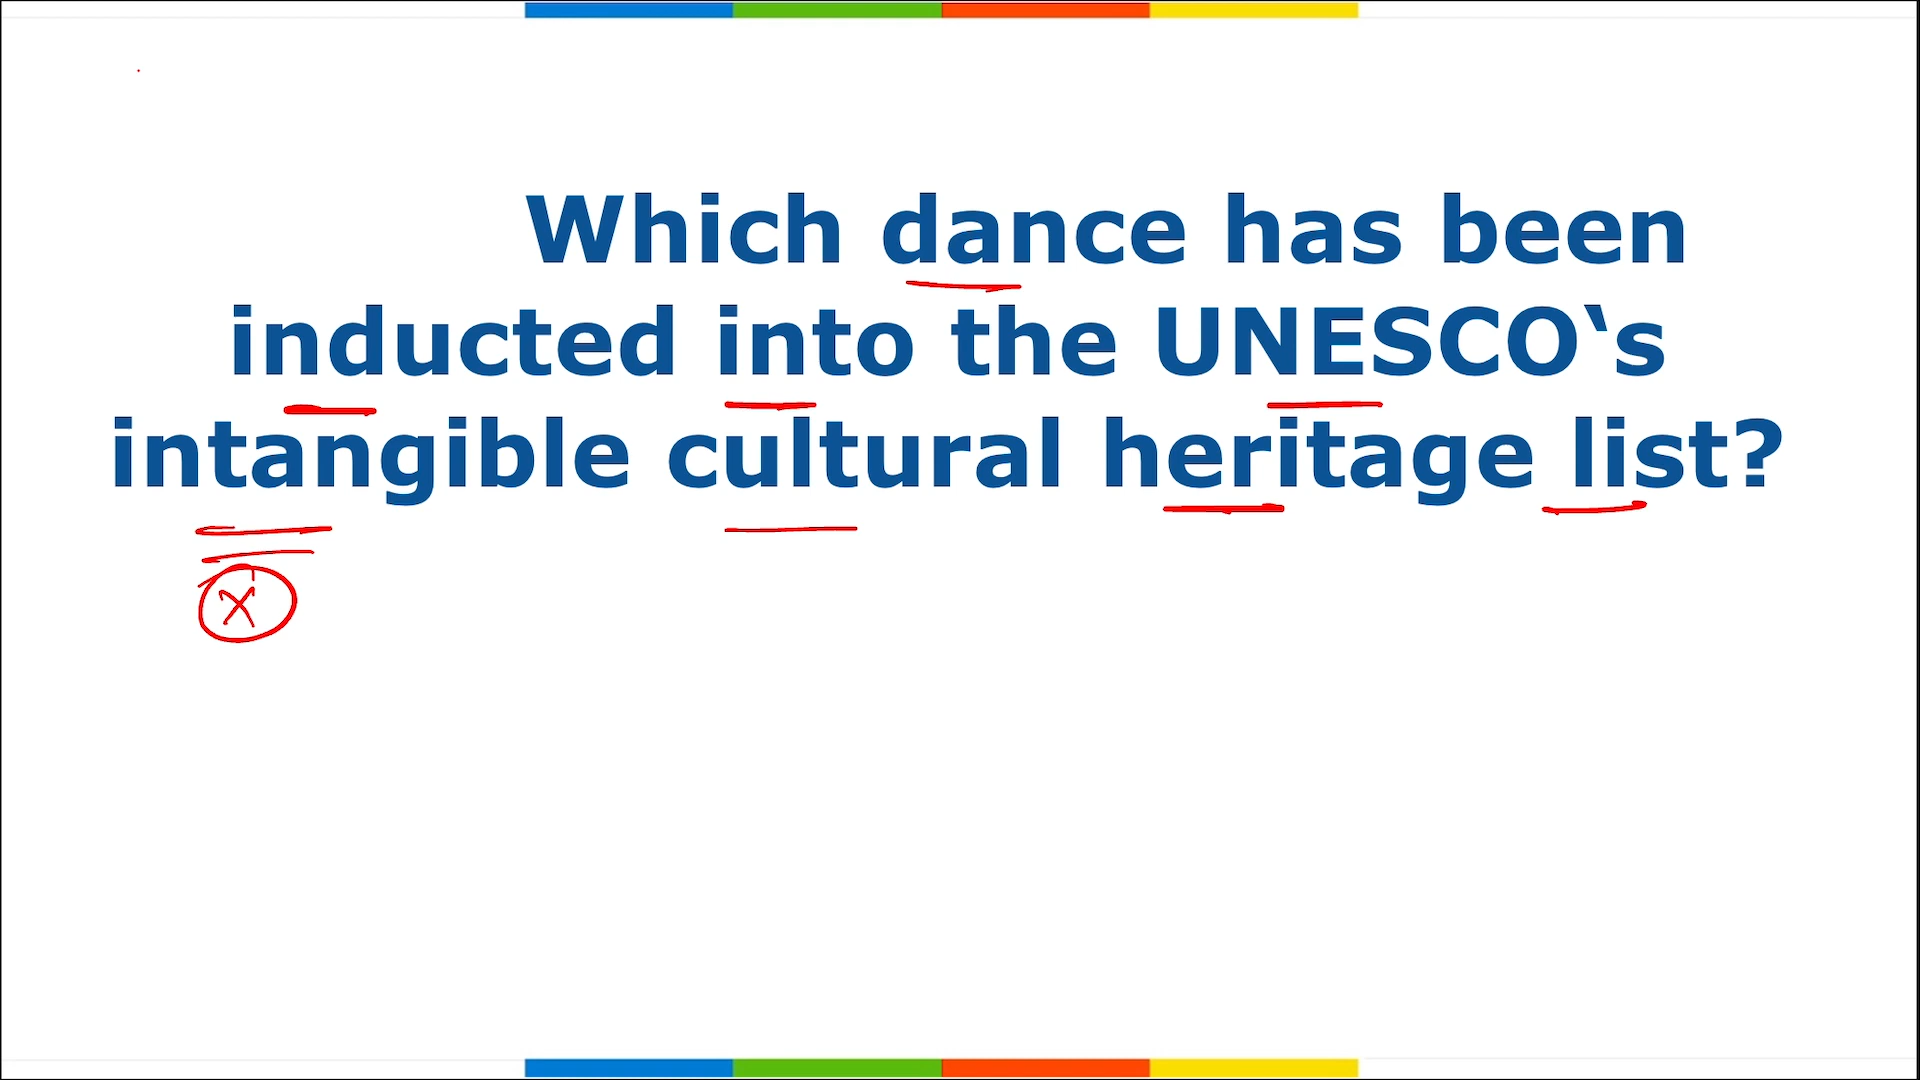 Which dance has been
inducted into the UNESCO‛s
intangible cultural heritage list?
X